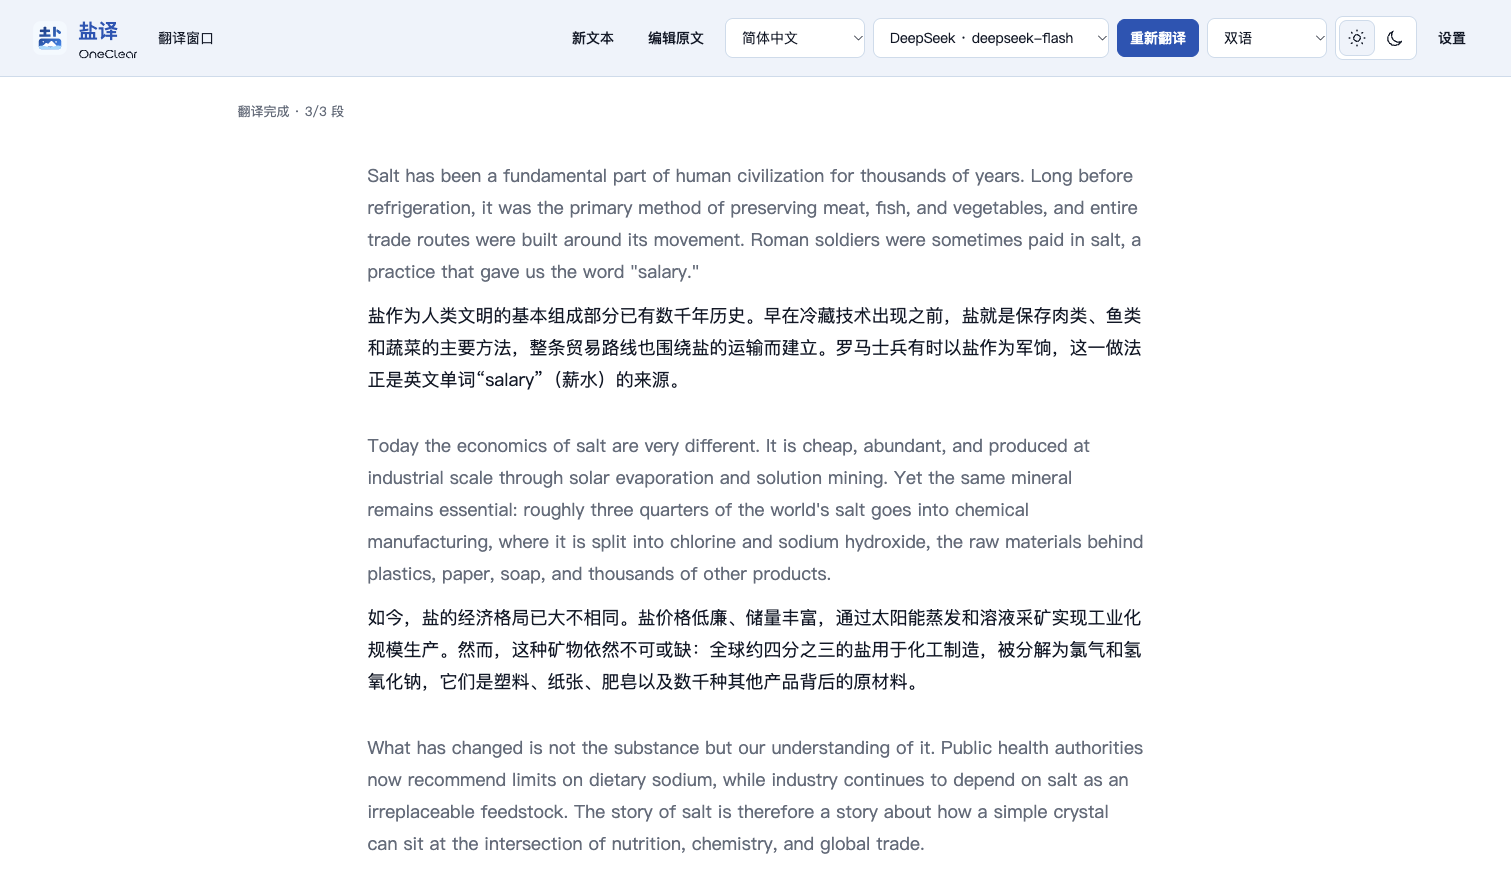 盐译
OneClear
翻译窗口
新文本
编辑原文
简体中文
DeepSeek · deepseek-flash
重新翻译
双语
设置
翻译完成 · 3/3 段
Salt has been a fundamental part of human civilization for thousands of years. Long before
refrigeration, it was the primary method of preserving meat, fish, and vegetables, and entire
trade routes were built around its movement. Roman soldiers were sometimes paid in salt, a
practice that gave us the word "salary."
盐作为人类文明的基本组成部分已有数千年历史。早在冷藏技术出现之前，盐就是保存肉类、鱼类
和蔬菜的主要方法，整条贸易路线也围绕盐的运输而建立。罗马士兵有时以盐作为军饷，这一做法
正是英文单词“salary”（薪水）的来源。
Today the economics of salt are very different. It is cheap, abundant, and produced at
industrial scale through solar evaporation and solution mining. Yet the same mineral
remains essential: roughly three quarters of the world's salt goes into chemical
manufacturing, where it is split into chlorine and sodium hydroxide, the raw materials behind
plastics, paper, soap, and thousands of other products.
如今，盐的经济格局已大不相同。盐价格低廉、储量丰富，通过太阳能蒸发和溶液采矿实现工业化
规模生产。然而，这种矿物依然不可或缺：全球约四分之三的盐用于化工制造，被分解为氯气和氢
氧化钠，它们是塑料、纸张、肥皂以及数千种其他产品背后的原材料。
What has changed is not the substance but our understanding of it. Public health authorities
now recommend limits on dietary sodium, while industry continues to depend on salt as an
irreplaceable feedstock. The story of salt is therefore a story about how a simple crystal
can sit at the intersection of nutrition, chemistry, and global trade.